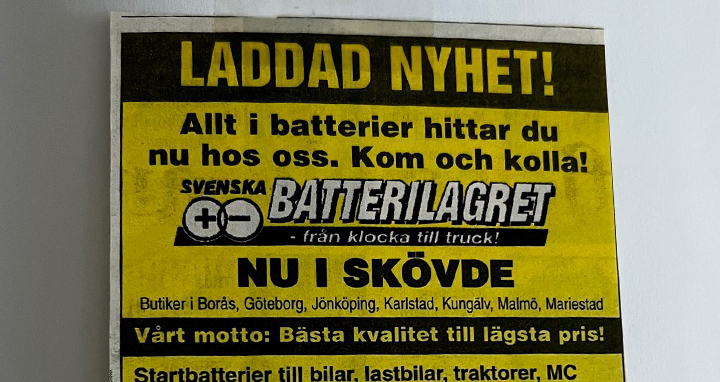 LADDAD NYHET!
Allt i batterier hittar du
nu hos oss. Kom och kolla!
SVENSKA
BATTERILAGRET
- från klocka till truck!
NU I SKÖVDE
Butiker i Borås, Göteborg, Jönköping, Karlstad, Kungälv, Malmö, Mariestad
Vårt motto: Bästa kvalitet till lägsta pris!
Startbatterier till bilar, lastbilar, traktorer, MC